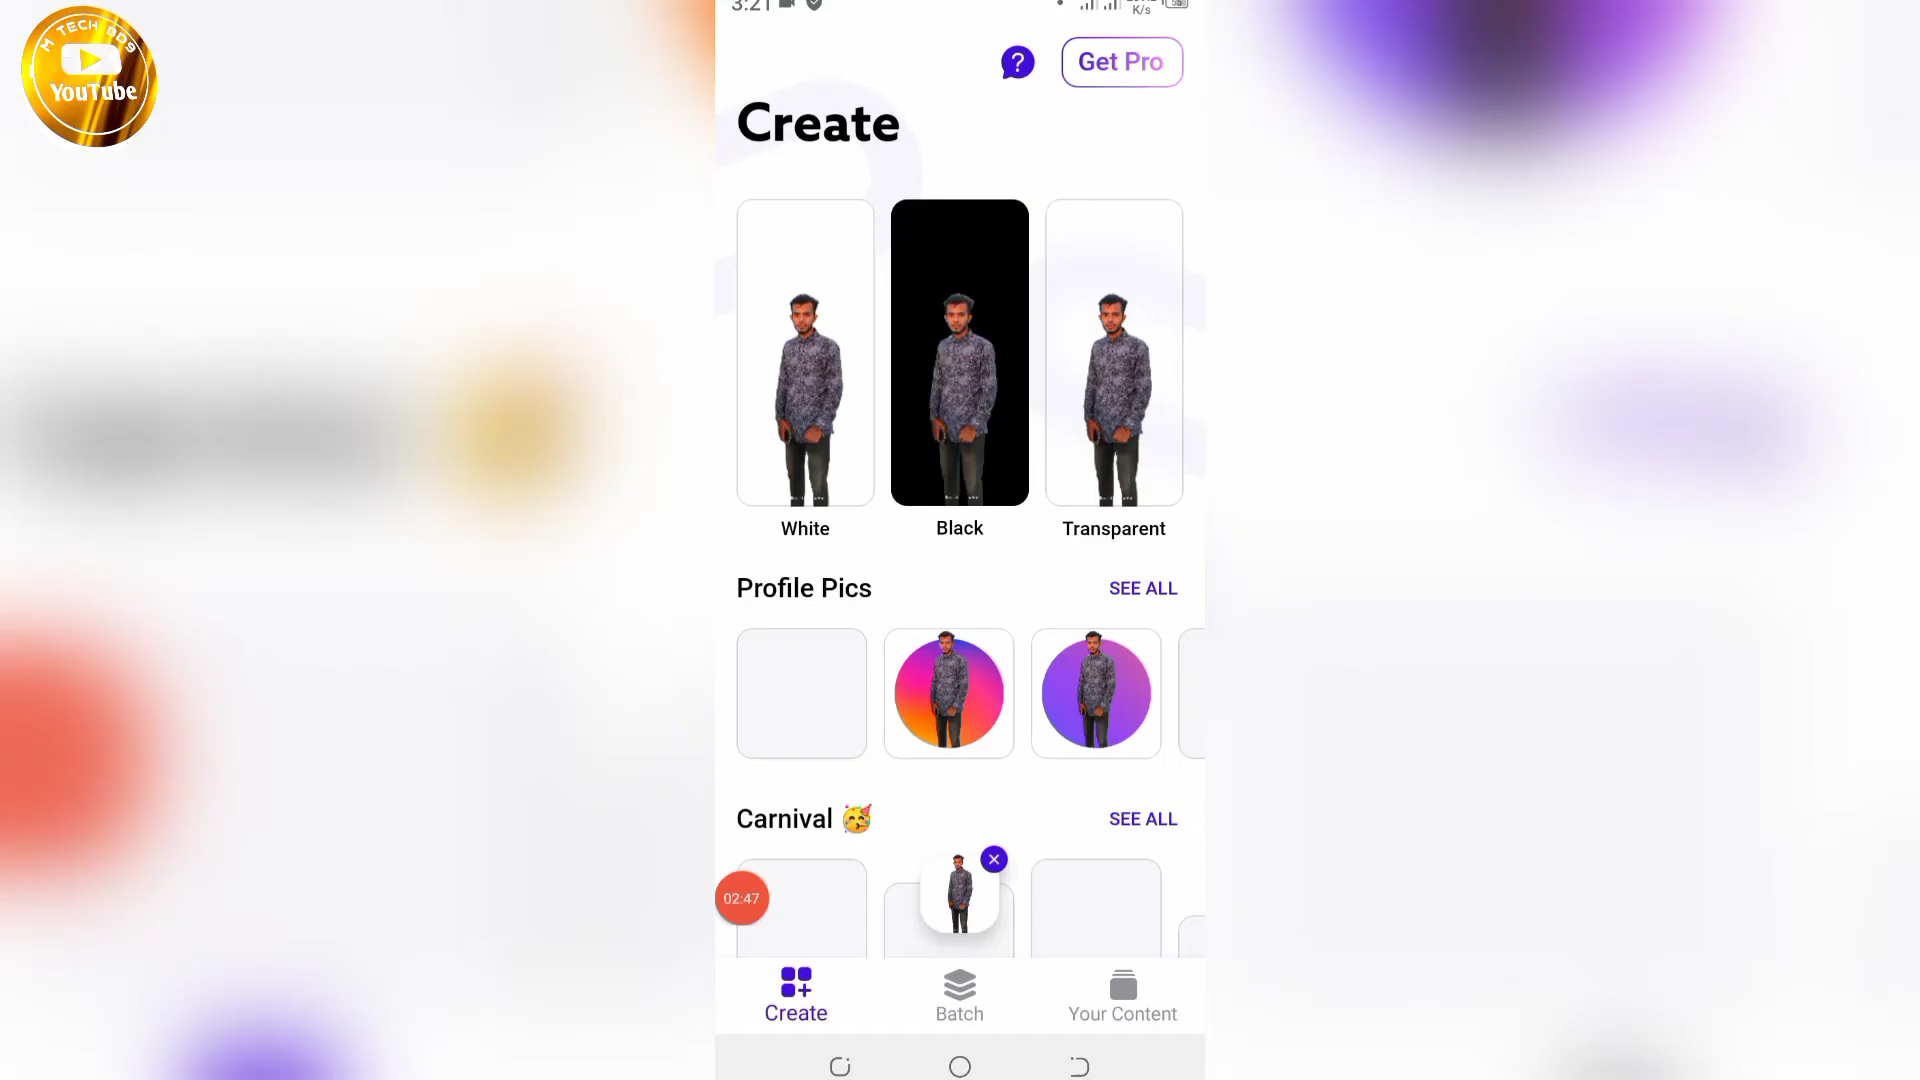 M TECH BD9
YouTube
3:21
K/s
55
Get Pro
Create
White
Black
Transparent
Profile Pics
SEE ALL
Carnival 🥳
SEE ALL
02:47
Create
Batch
Your Content